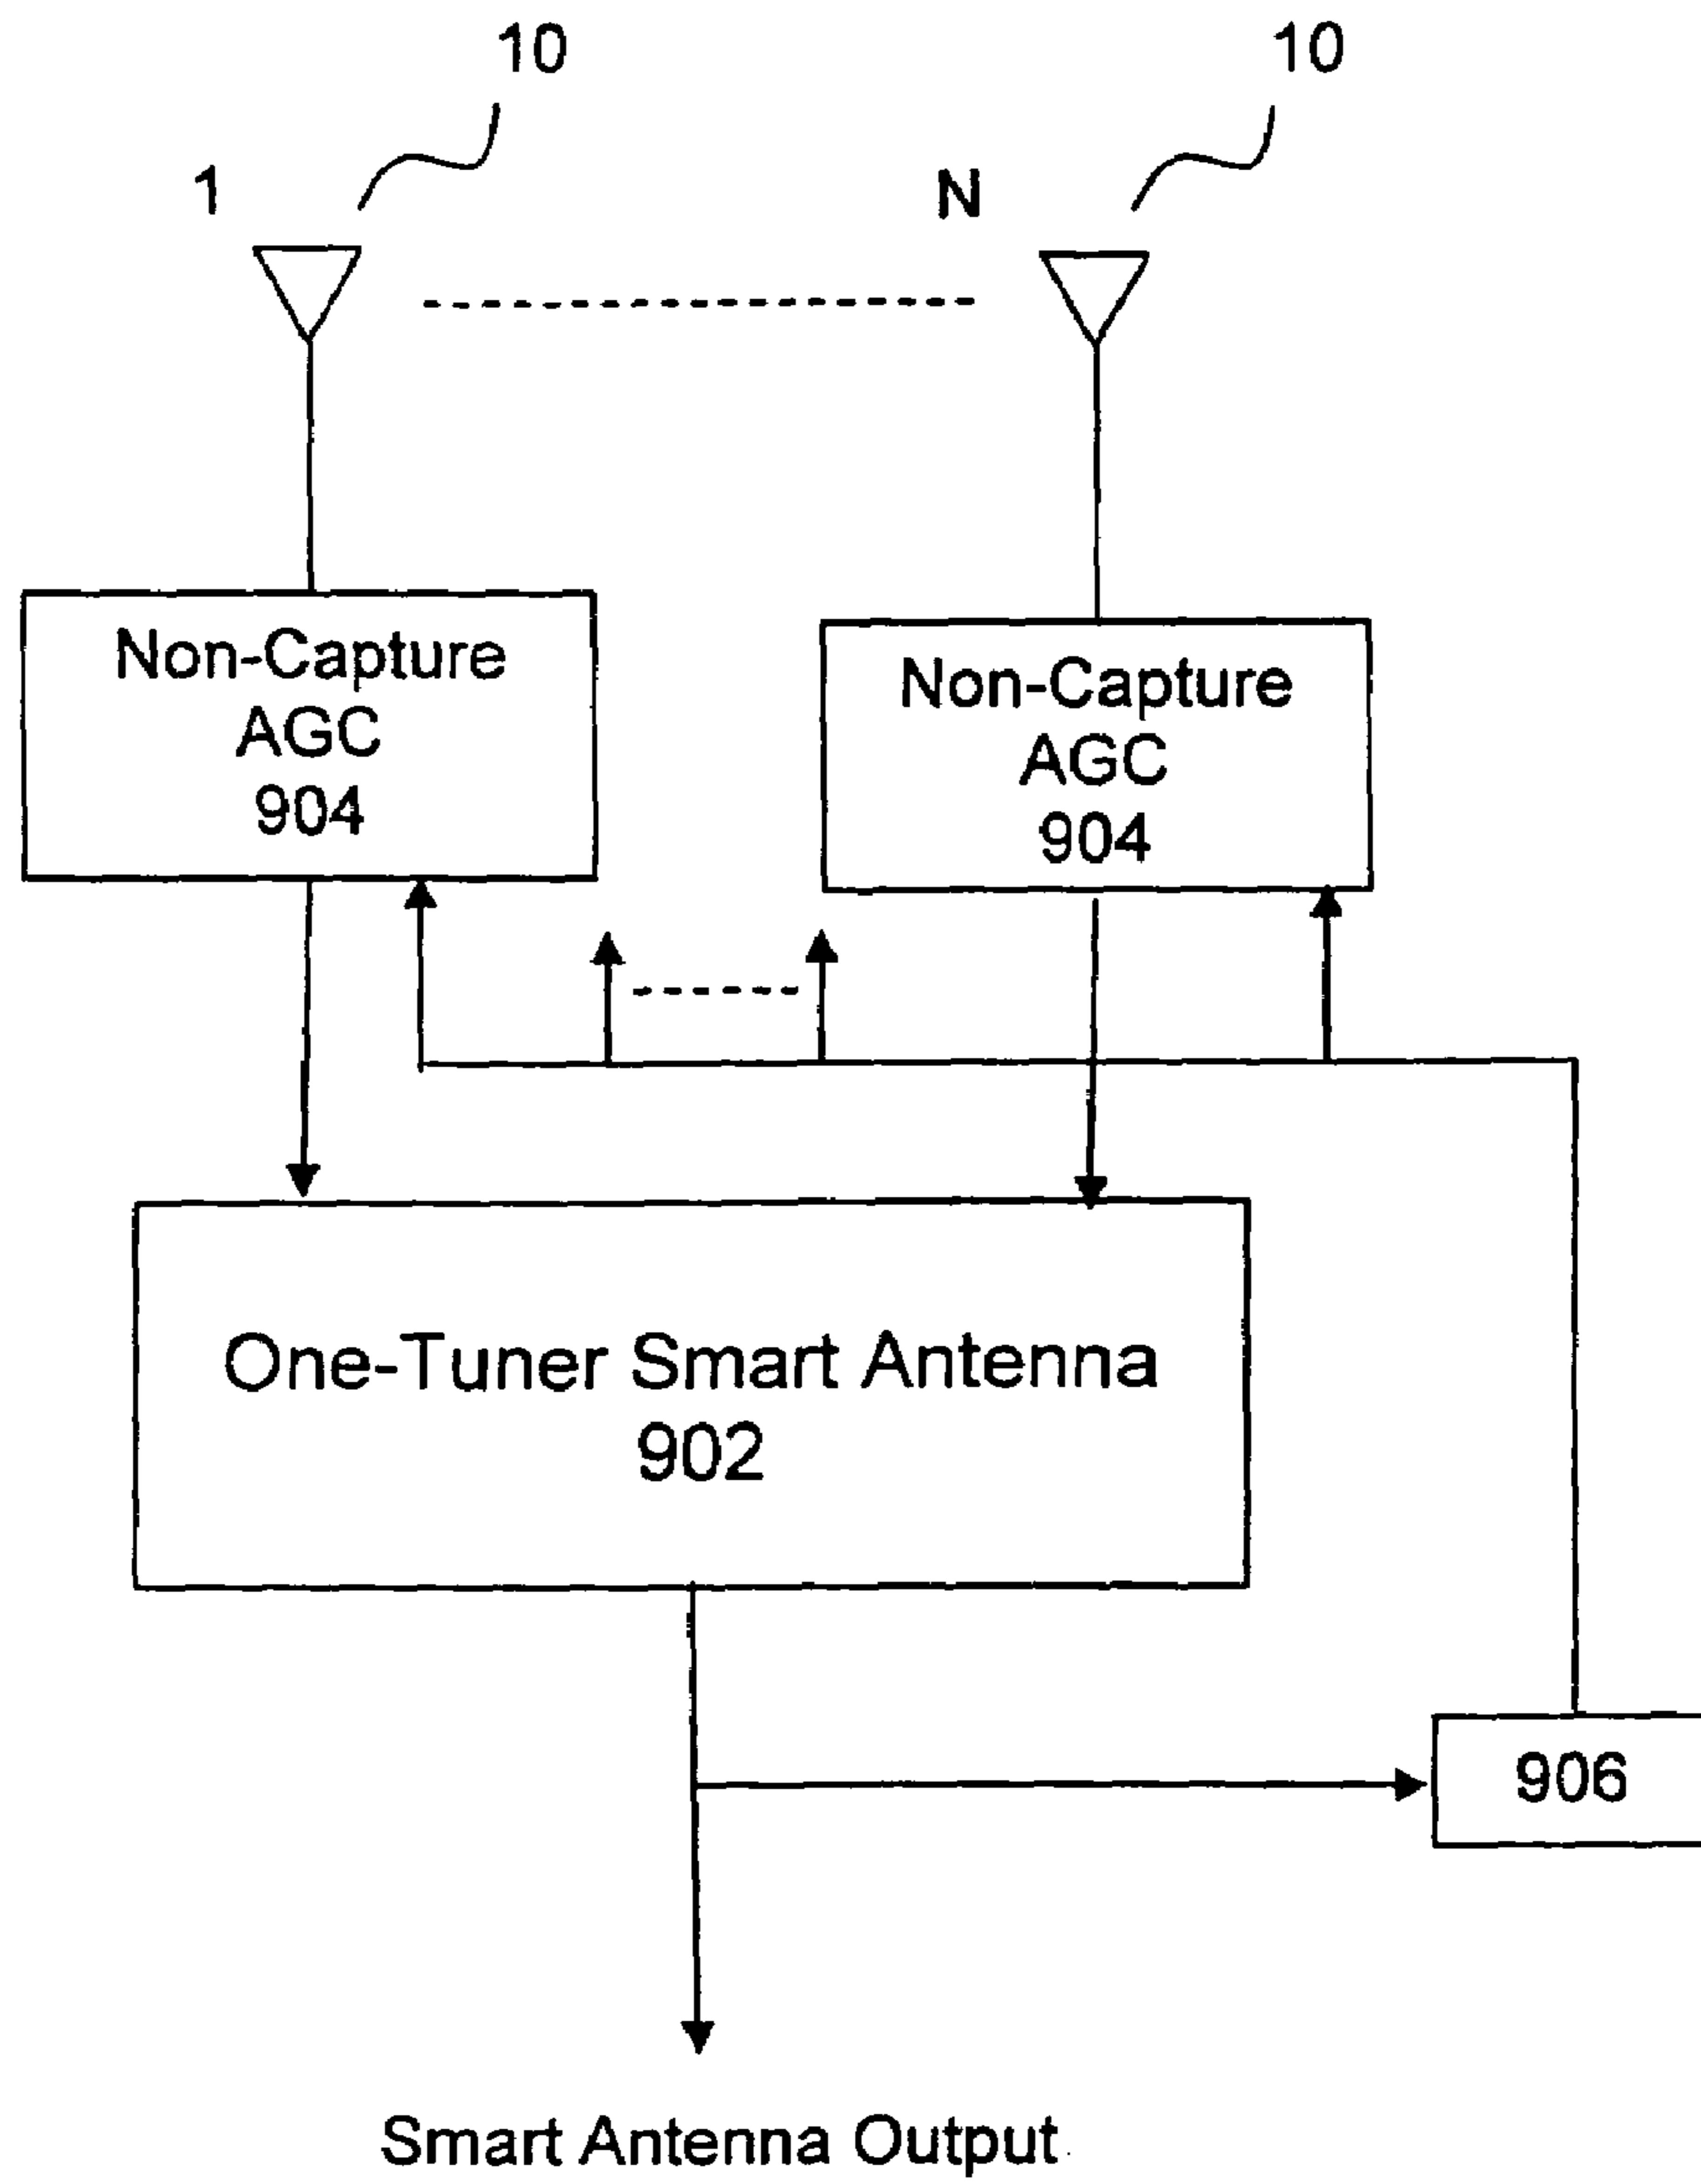 10
10
1
N
Non-Capture
AGC
904
Non-Capture
AGC
904
One-Tuner Smart Antenna
902
906
Smart Antenna Output